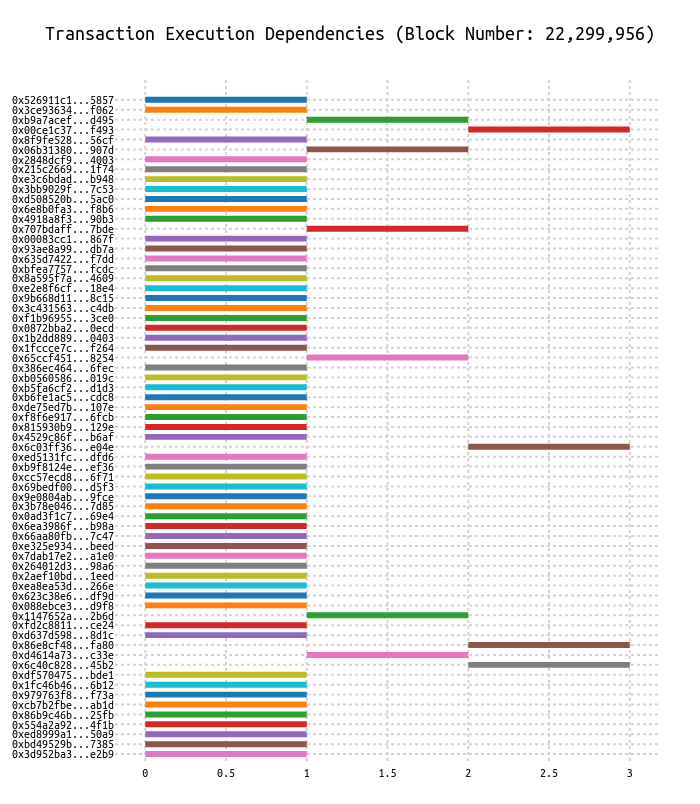 Transaction Execution Dependencies (Block Number: 22,299,956)
0x526911c1...5857
0x3ce93634...f062
0xb9a7acef...d495
0x00ce1c37...f493
0x8f9fe528...56cf
0x06b31380...907d
0x2848dcf9...4003
0x215c2669...1f74
0xe3c6bdad...b948
0x3bb9029f...7c53
0xd508520b...5ac0
0x6e8b0fa3...f8b6
0x4918a8f3...90b3
0x707bdaff...7bde
0x00083cc1...867f
0x93ae8a99...db7a
0x635d7422...f7dd
0xbfea7757...fcdc
0x8a595f7a...4609
0xe2e8f6cf...18e4
0x9b668d11...8c15
0x3c431563...c4db
0xf1b96955...3ce0
0x0872bba2...0ecd
0x1b2dd889...0403
0x1fccce7c...f264
0x65ccf451...8254
0x386ec464...6fec
0xb0560586...019c
0xb5fa6cf2...d1d3
0xb6fe1ac5...cdc8
0xde75ed7b...107e
0xf8f6e917...6fcb
0x815930b9...129e
0x4529c86f...b6af
0x6c03ff36...e04e
0xed5131fc...dfd6
0xb9f8124e...ef36
0xcc57ecd8...6f71
0x69bedf00...d5f3
0x9e0804ab...9fce
0x3b78e046...7d85
0x0ad3f1c7...69e4
0x6ea3986f...b98a
0x66aa80fb...7c47
0xe325e934...beed
0x7dab17e2...a1e0
0x264012d3...98a6
0x2aef10bd...1eed
0xea8ea53d...266e
0x623c38e6...df9d
0x088ebce3...d9f8
0x1147652a...2b6d
0xfd2c8811...ce24
0xd637d598...8d1c
0x86e8cf48...fa80
0xd4614a73...c33e
0x6c40c828...45b2
0xdf570475...bde1
0x1fc46b46...6b12
0x979763f8...f73a
0xcb7b2fbe...ab1d
0x86b9c46b...25fb
0x554a2a92...4f1b
0xed8999a1...50a9
0xbd49529b...7385
0x3d952ba3...e2b9
0 0.5 1 1.5 2 2.5 3